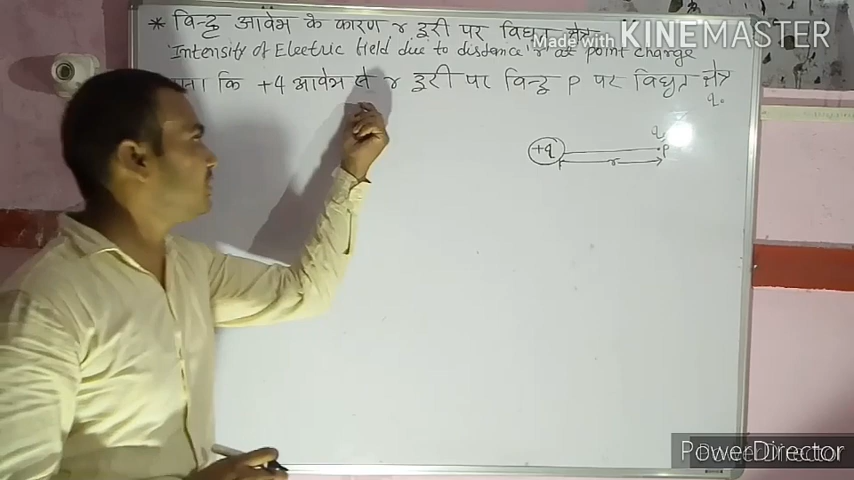 * बिन्दु आवेश के कारण r दूरी पर विद्युत क्षेत्र
Made with KINEMASTER
Intensity of Electric field due to distance 'r' at point charge
माना कि +q आवेश से r दूरी पर बिन्दु P पर विद्युत क्षेत्र
q.
+q
P
r
PowerDirector